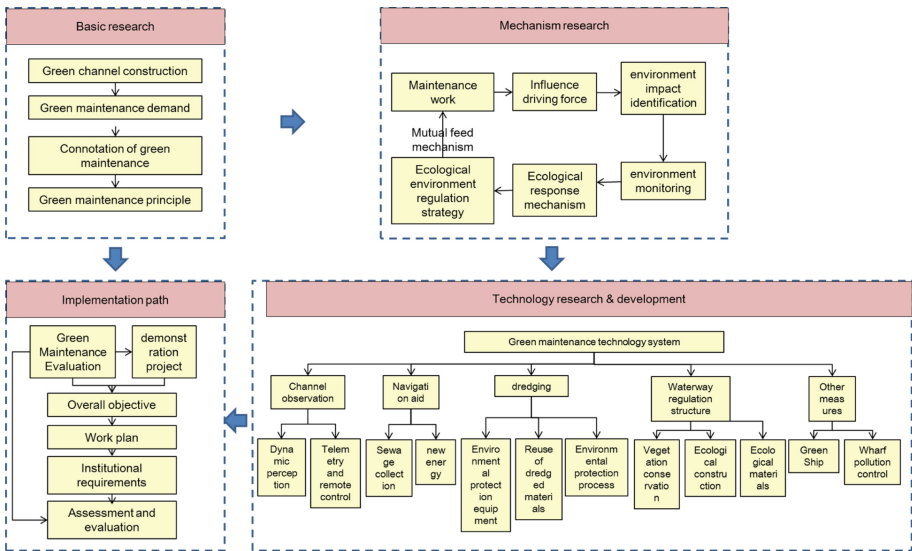 Basic research
Green channel construction
Green maintenance demand
Connotation of green
maintenance
Green maintenance principle
Mechanism research
Maintenance
work
Influence
driving force
environment
impact
identification
Mutual feed
mechanism
Ecological
environment
regulation
strategy
Ecological
response
mechanism
environment
monitoring
Implementation path
Green
Maintenance
Evaluation
demonst
ration
project
Overall objective
Work plan
Institutional
requirements
Assessment and
evaluation
Technology research & development
Green maintenance technology system
Channel
observation
Navigati
on aid
dredging
Waterway
regulation
structure
Other
meas
ures
Dyna
mic
percep
tion
Telem
etry
and
remote
control
Sewa
ge
collect
ion
new
ener
gy
Enviro
nment
al
protect
ion
equip
ment
Reuse
of
dredg
ed
materi
als
Environm
ental
protection
process
Veget
ation
conse
rvatio
n
Ecologi
cal
constru
ction
Ecolo
gical
materi
als
Green
Ship
Wharf
pollution
control